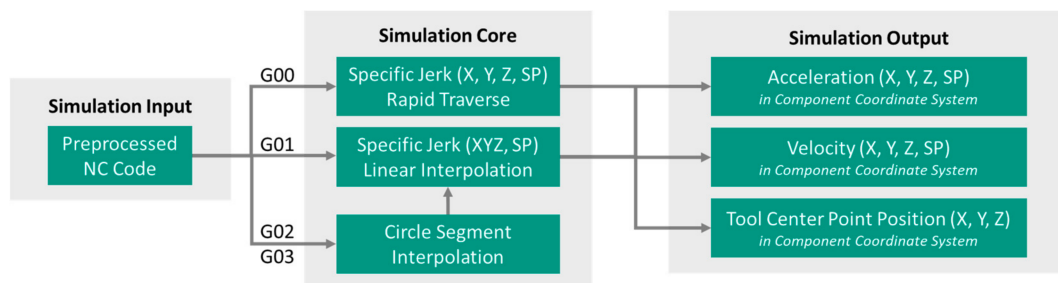 Simulation Input
Preprocessed
NC Code
G00
G01
G02
G03
Simulation Core
Specific Jerk (X, Y, Z, SP)
Rapid Traverse
Specific Jerk (XYZ, SP)
Linear Interpolation
Circle Segment
Interpolation
Simulation Output
Acceleration (X, Y, Z, SP)
in Component Coordinate System
Velocity (X, Y, Z, SP)
in Component Coordinate System
Tool Center Point Position (X, Y, Z)
in Component Coordinate System